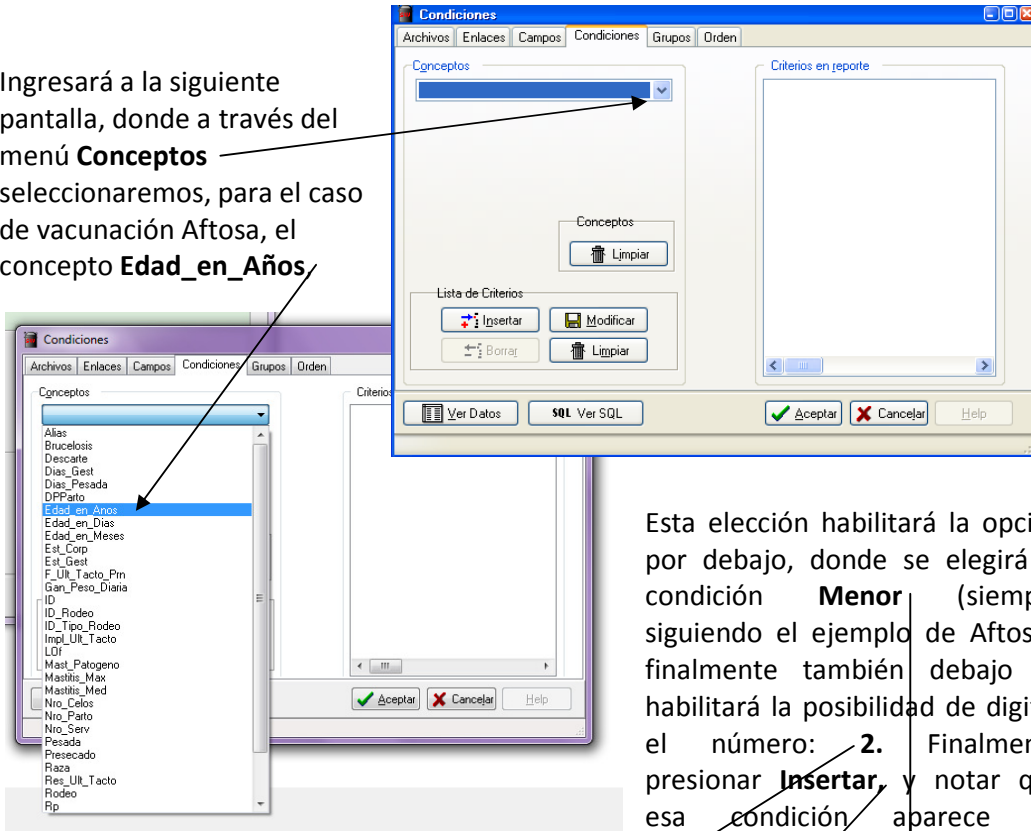 Condiciones
Archivos Enlaces Campos Condiciones Grupos Orden
Conceptos
Criterios en reporte
Conceptos
Limpiar
Lista de Criterios
Insertar Modificar
Borrar Limpiar
Ver Datos SQL Ver SQL Aceptar Cancelar Help
Ingresará a la siguiente
pantalla, donde a través del
menú Conceptos
seleccionaremos, para el caso
de vacunación Aftosa, el
concepto Edad_en_Años,
Condiciones
Archivos Enlaces Campos Condiciones Grupos Orden
Conceptos
Criterios
Alias
Brucelosis
Descarte
Dias_Gest
Dias_Pesada
DPParto
Edad_en_Anos
Edad_en_Dias
Edad_en_Meses
Est_Corp
Est_Gest
F_Ult_Tacto_Prn
Gan_Peso_Diaria
ID
ID_Rodeo
ID_Tipo_Rodeo
Impl_Ult_Tacto
LOf
Mast_Patogeno
Mastitis_Max
Mastitis_Med
Nro_Celos
Nro_Parto
Nro_Serv
Pesada
Presecado
Raza
Res_Ult_Tacto
Rodeo
Rp
Aceptar Cancelar Help
Esta elección habilitará la opci
por debajo, donde se elegirá
condición Menor (siemp
siguiendo el ejemplo de Aftos
finalmente también debajo
habilitará la posibilidad de digi
el número: 2. Finalmen
presionar Insertar, y notar q
esa condición aparece